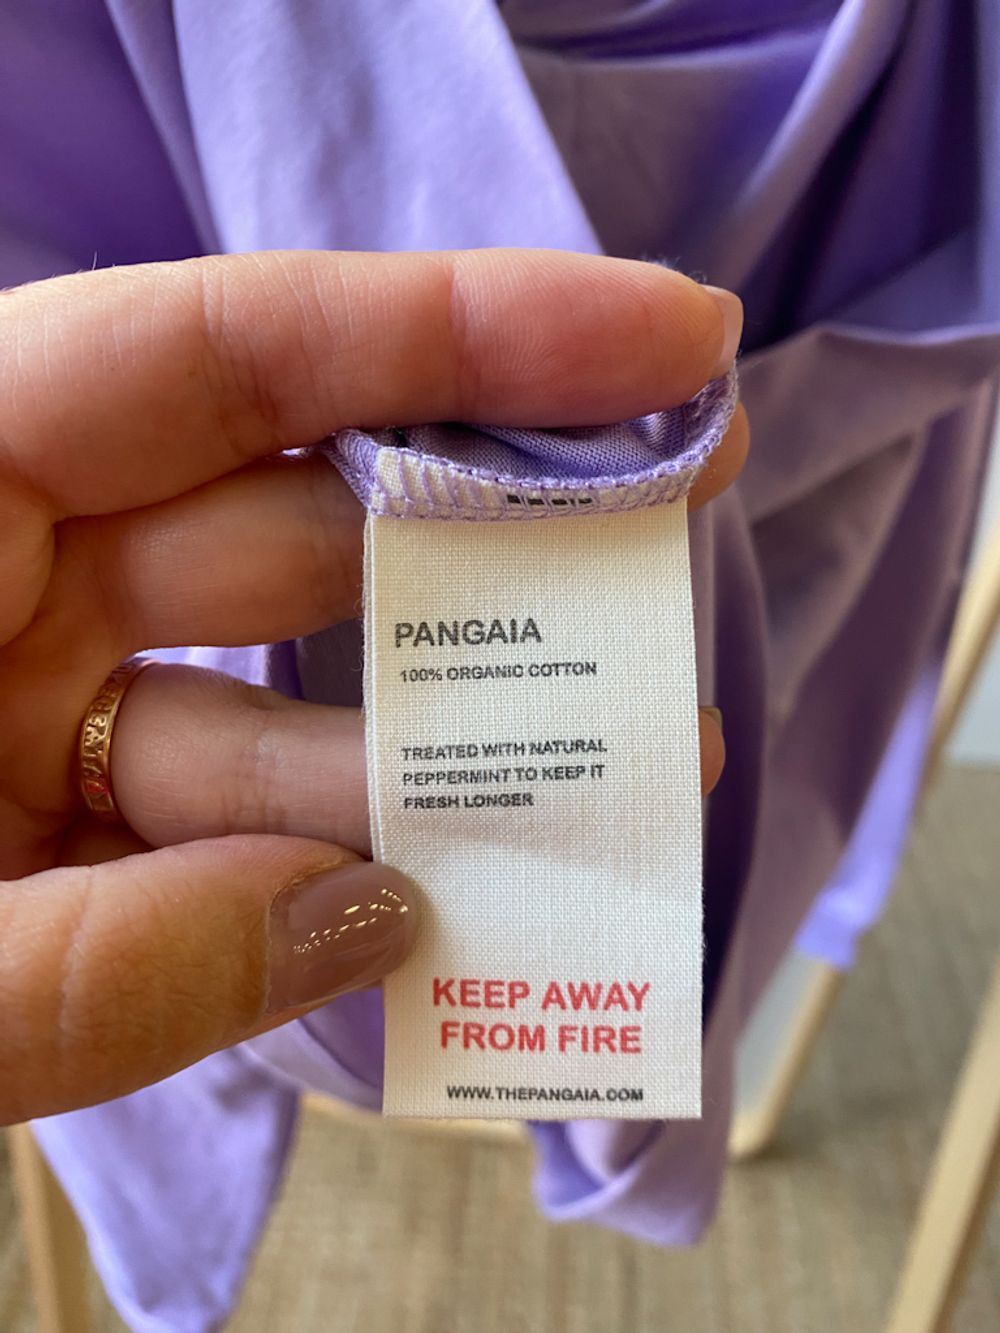 PANGAIA
100% ORGANIC COTTON
TREATED WITH NATURAL
PEPPERMINT TO KEEP IT
FRESH LONGER
KEEP AWAY
FROM FIRE
WWW.THEPANGAIA.COM